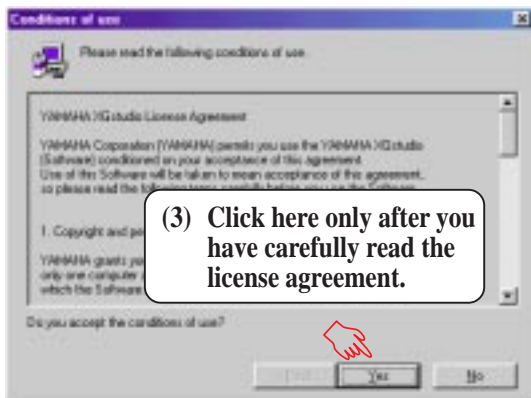 Conditions of use
Please read the following conditions of use.
YAMAHA XGstudio License Agreement
YAMAHA Corporation (YAMAHA) permits you use the YAMAHA XGstudio
(Software) conditioned on your acceptance of this agreement.
Use of this Software will be taken to mean acceptance of this agreement,
so please read the following
1. Copyright and
YAMAHA grants you
only one computer
which the Software
(3) Click here only after you
have carefully read the
license agreement.
Do you accept the conditions of use?
Yes
No